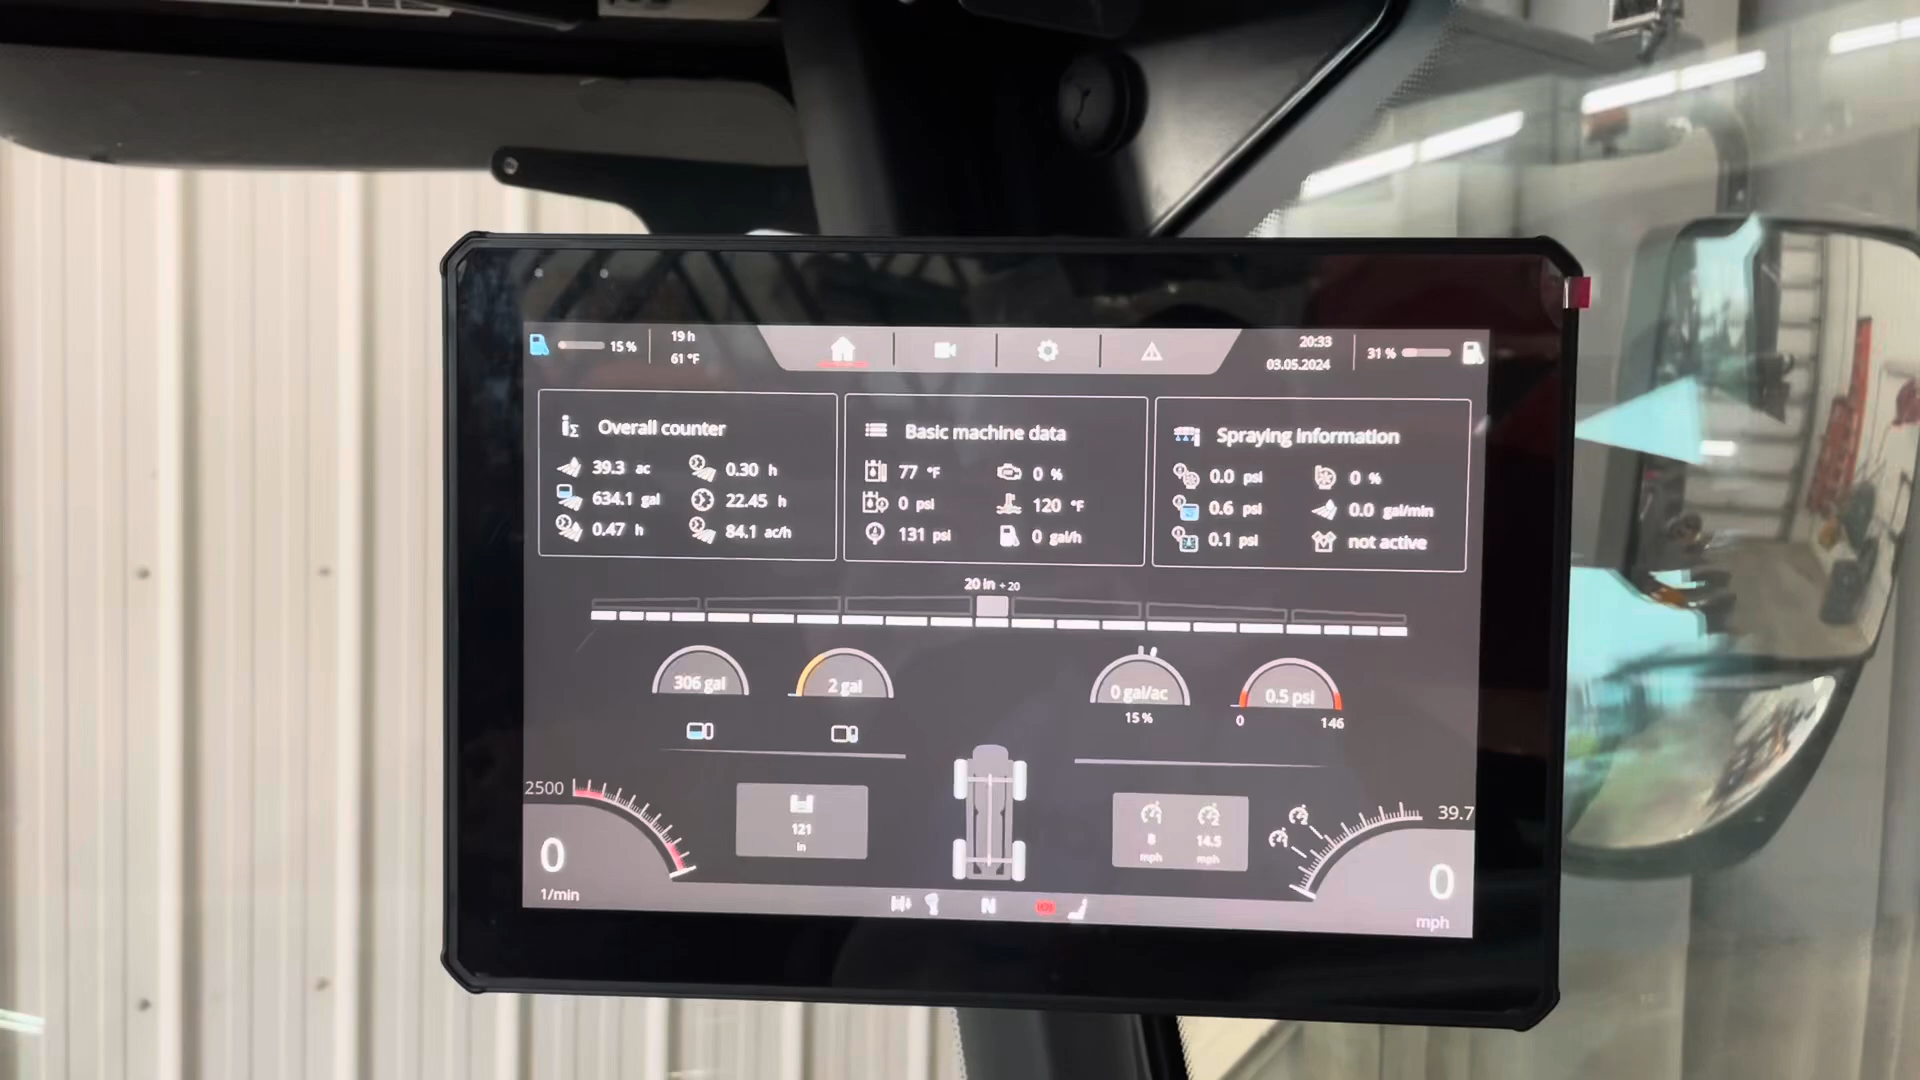 15 %
19 h
61 °F
20:33
03.05.2024
31 %
Overall counter
39.3 ac
0.30 h
634.1 gal
22.45 h
0.47 h
84.1 ac/h
Basic machine data
77 °F
0 %
0 psi
120 °F
131 psi
0 gal/h
Spraying information
0.0 psi
0 %
0.6 psi
0.0 gal/min
0.1 psi
not active
20 in + 20
306 gal
2 gal
0 gal/ac
15 %
0.5 psi
0
146
2500
0
1/min
121
in
8
mph
14.5
mph
39.7
0
mph
N